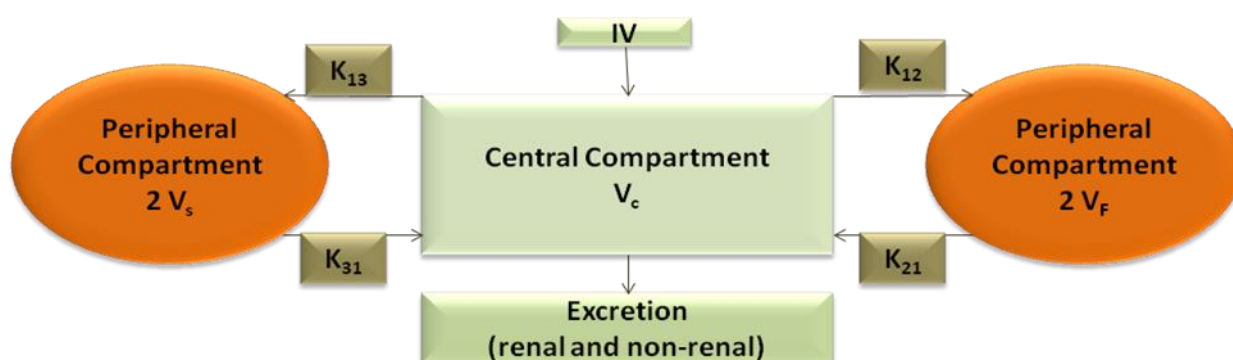 IV
K13
K12
Peripheral
Compartment
2 Vs
Central Compartment
Vc
Peripheral
Compartment
2 VF
K31
K21
Excretion
(renal and non-renal)